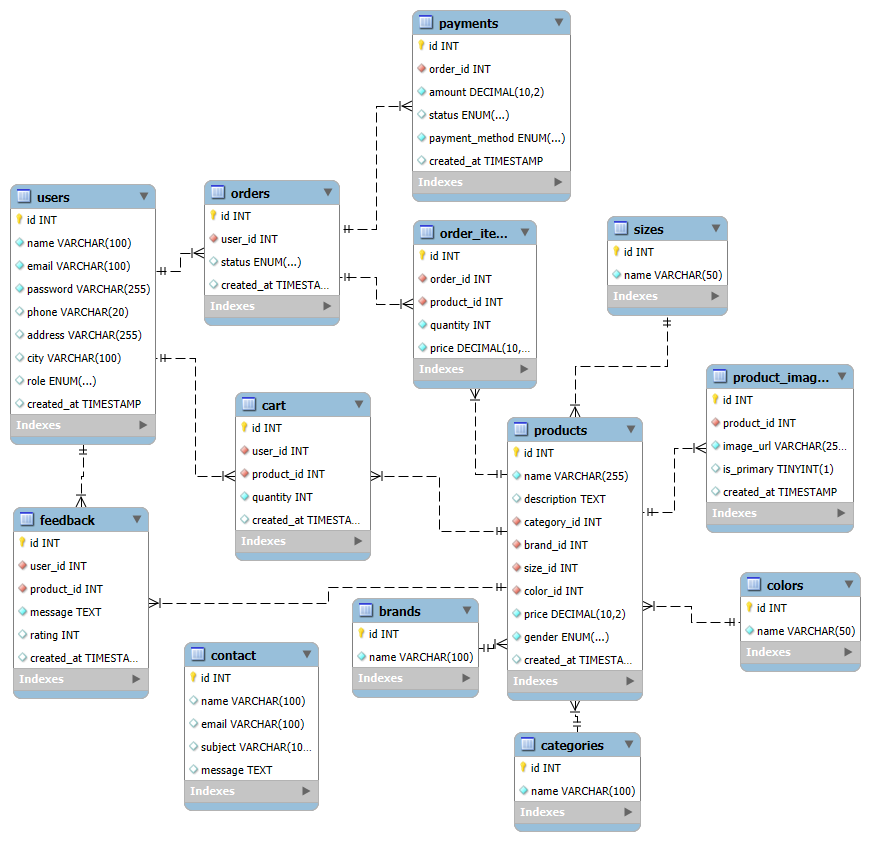 payments
id INT
order_id INT
amount DECIMAL(10,2)
status ENUM(...)
payment_method ENUM(...)
created_at TIMESTAMP
Indexes
users
id INT
name VARCHAR(100)
email VARCHAR(100)
password VARCHAR(255)
phone VARCHAR(20)
address VARCHAR(255)
city VARCHAR(100)
role ENUM(...)
created_at TIMESTAMP
Indexes
orders
id INT
user_id INT
status ENUM(...)
created_at TIMESTA...
Indexes
order_ite...
id INT
order_id INT
product_id INT
quantity INT
price DECIMAL(10,...
Indexes
sizes
id INT
name VARCHAR(50)
Indexes
product_imag...
id INT
product_id INT
image_url VARCHAR(25...
is_primary TINYINT(1)
created_at TIMESTAMP
Indexes
cart
id INT
user_id INT
product_id INT
quantity INT
created_at TIMESTA...
Indexes
products
id INT
name VARCHAR(255)
description TEXT
category_id INT
brand_id INT
size_id INT
color_id INT
price DECIMAL(10,2)
gender ENUM(...)
created_at TIMESTA...
Indexes
feedback
id INT
user_id INT
product_id INT
message TEXT
rating INT
created_at TIMESTA...
Indexes
colors
id INT
name VARCHAR(50)
Indexes
brands
id INT
name VARCHAR(100)
Indexes
contact
id INT
name VARCHAR(100)
email VARCHAR(100)
subject VARCHAR(10...
message TEXT
Indexes
categories
id INT
name VARCHAR(100)
Indexes